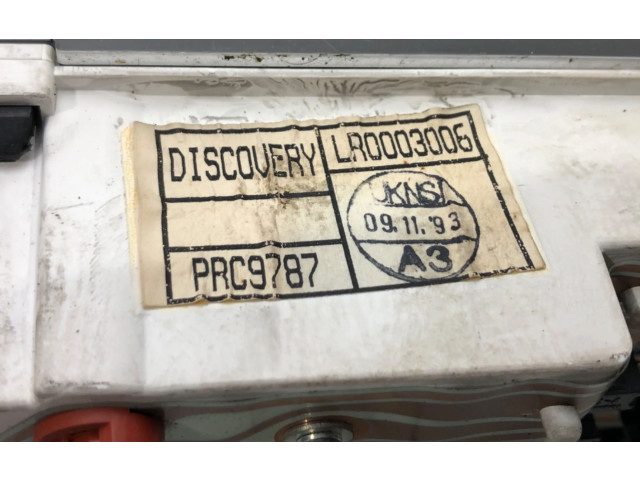 DISCOVERY
LR0003006
UKNSI
09.11.'93
A3
PRC9787